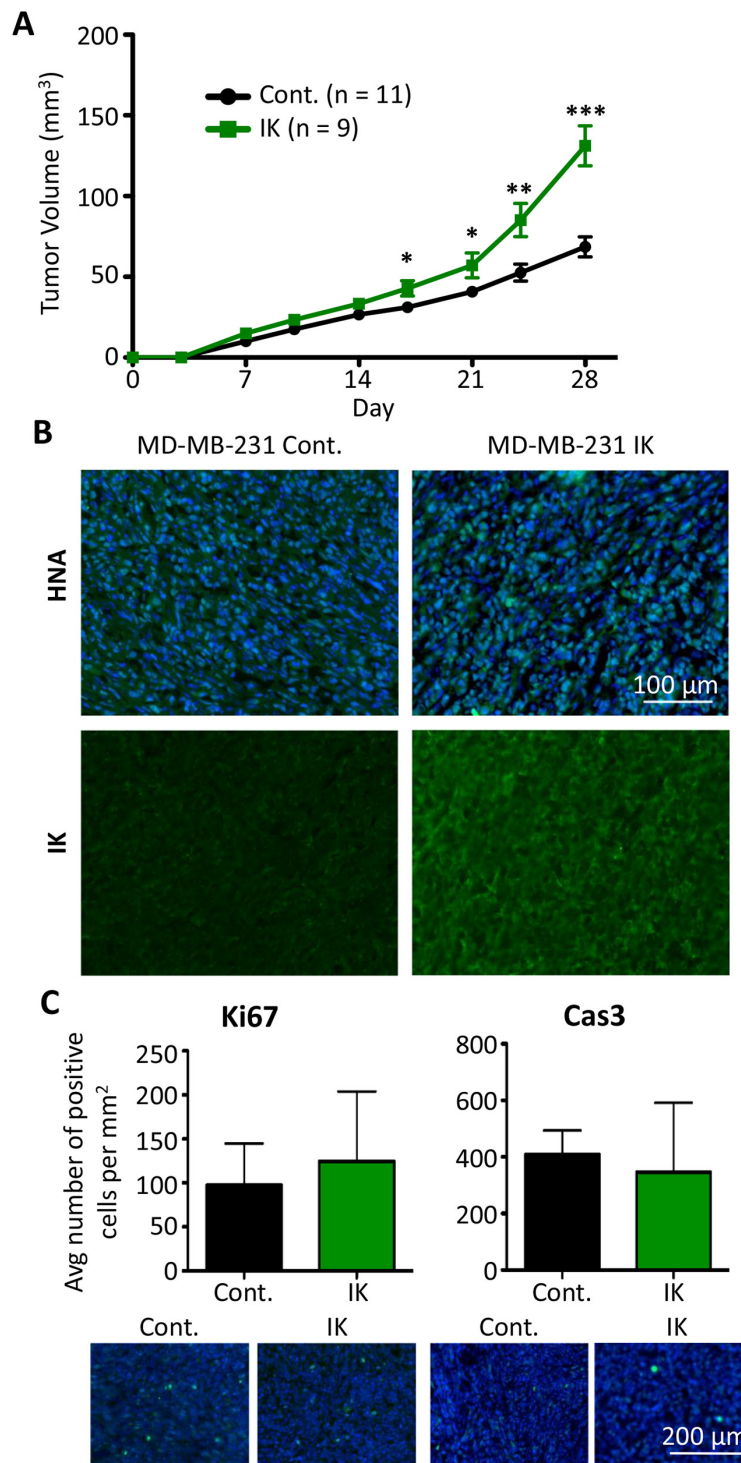 A
200
150
100
50
0
Tumor Volume (mm³)
Cont. (n = 11)
IK (n = 9)
*
*
**
***
0 7 14 21 28
Day
B
MD-MB-231 Cont. MD-MB-231 IK
HNA
100 µm
IK
C
Ki67
Avg number of positive
cells per mm²
250
200
150
100
50
0
Cont. IK
Cas3
800
600
400
200
0
Cont. IK
Cont. IK Cont. IK
200 µm